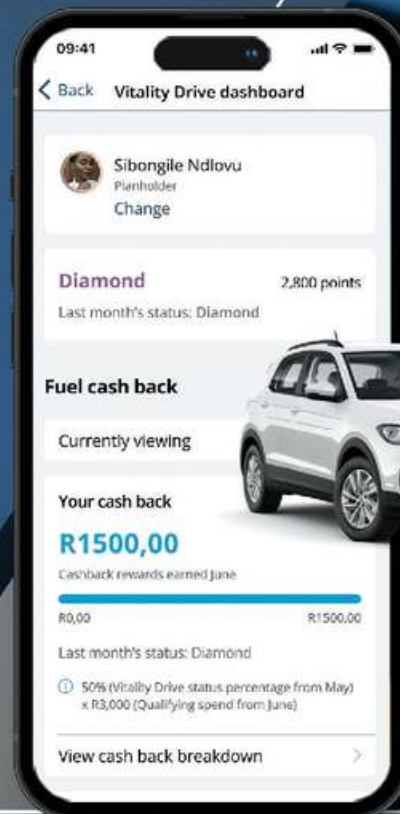 09:41
Back Vitality Drive dashboard
Sibongile Ndlovu
Planholder
Change
Diamond 2,800 points
Last month's status: Diamond
Fuel cash back
Currently viewing
Your cash back
R1500,00
Cashback rewards earned June
R0,00 R1500,00
Last month's status: Diamond
50% (Vitality Drive status percentage from May)
x R3,000 (Qualifying spend from June)
View cash back breakdown